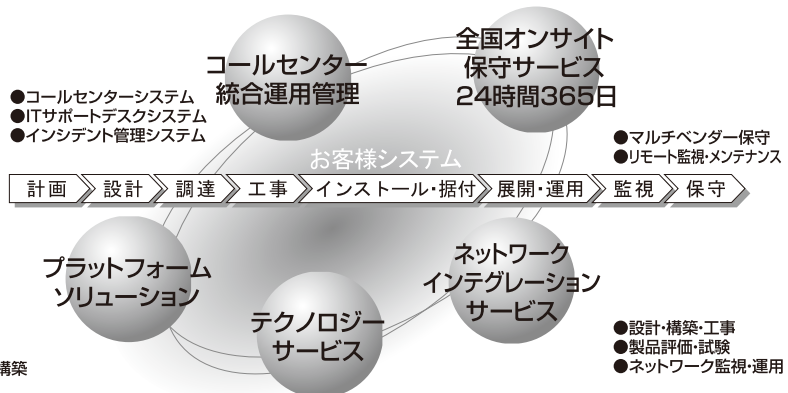 コールセンター
統合運用管理
全国オンサイト
保守サービス
24時間365日
●コールセンターシステム
●ITサポートデスクシステム
●インシデント管理システム
●マルチベンダー保守
●リモート監視・メンテナンス
お客様システム
計画 設計 調達 工事 インストール・据付 展開・運用 監視 保守
プラットフォーム
ソリューション
テクノロジー
サービス
ネットワーク
インテグレーション
サービス
●設計・構築・工事
●製品評価・試験
●ネットワーク監視・運用
構築